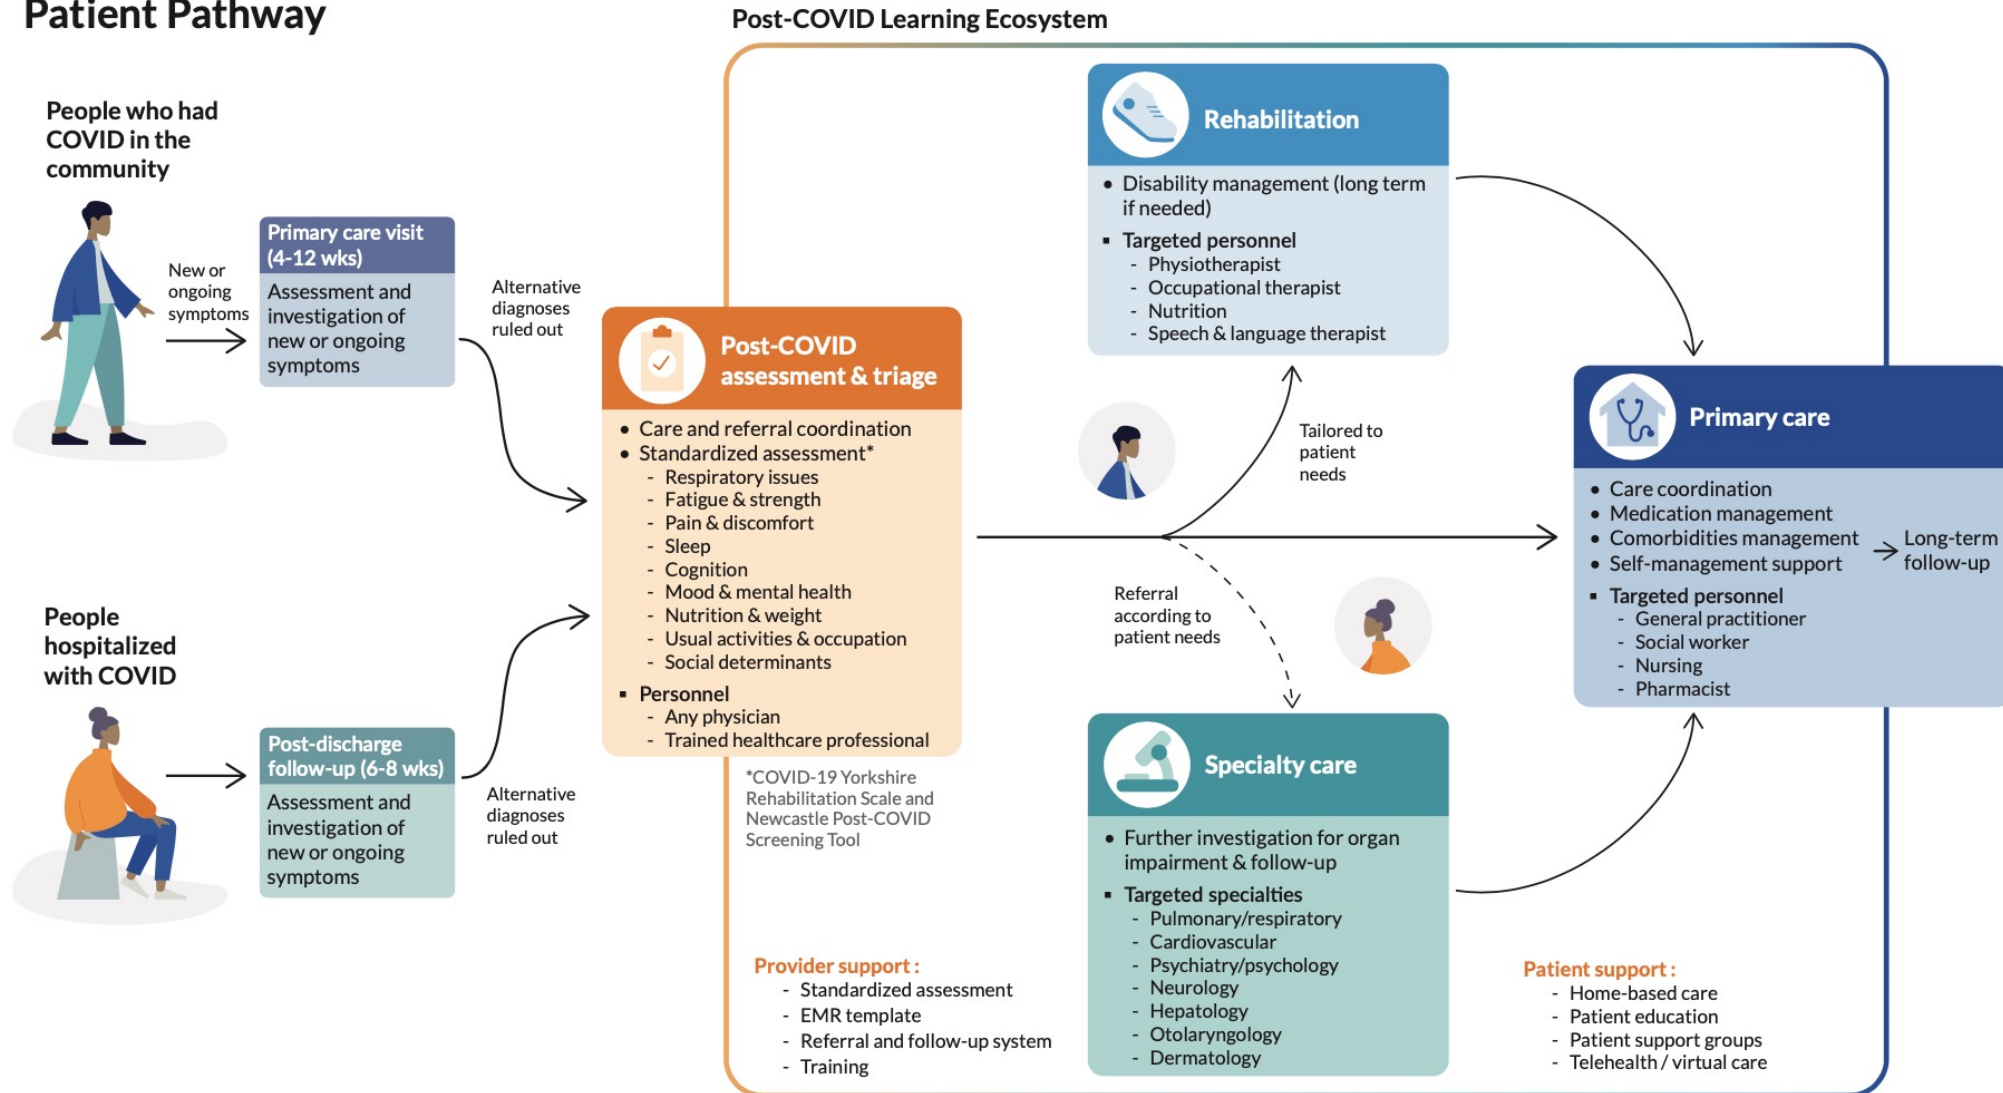 Patient Pathway
Post-COVID Learning Ecosystem
People who had
COVID in the
community
New or
ongoing
symptoms
Primary care visit
(4-12 wks)
Assessment and
investigation of
new or ongoing
symptoms
Alternative
diagnoses
ruled out
People
hospitalized
with COVID
Post-discharge
follow-up (6-8 wks)
Assessment and
investigation of
new or ongoing
symptoms
Alternative
diagnoses
ruled out
Post-COVID
assessment & triage
• Care and referral coordination
• Standardized assessment*
- Respiratory issues
- Fatigue & strength
- Pain & discomfort
- Sleep
- Cognition
- Mood & mental health
- Nutrition & weight
- Usual activities & occupation
- Social determinants
▪ Personnel
- Any physician
- Trained healthcare professional
*COVID-19 Yorkshire
Rehabilitation Scale and
Newcastle Post-COVID
Screening Tool
Provider support :
- Standardized assessment
- EMR template
- Referral and follow-up system
- Training
Rehabilitation
• Disability management (long term
if needed)
▪ Targeted personnel
- Physiotherapist
- Occupational therapist
- Nutrition
- Speech & language therapist
Tailored to
patient
needs
Referral
according to
patient needs
Specialty care
• Further investigation for organ
impairment & follow-up
▪ Targeted specialties
- Pulmonary/respiratory
- Cardiovascular
- Psychiatry/psychology
- Neurology
- Hepatology
- Otolaryngology
- Dermatology
Primary care
• Care coordination
• Medication management
• Comorbidities management
• Self-management support
▪ Targeted personnel
- General practitioner
- Social worker
- Nursing
- Pharmacist
Long-term
follow-up
Patient support :
- Home-based care
- Patient education
- Patient support groups
- Telehealth / virtual care